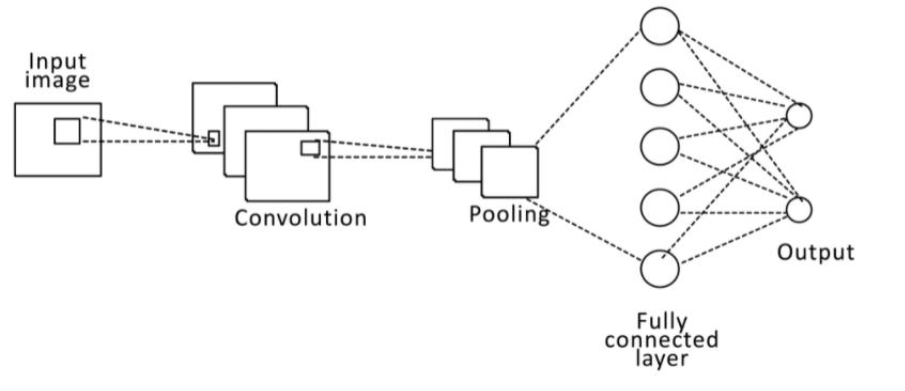 Input
image
Convolution
Pooling
Output
Fully
connected
layer